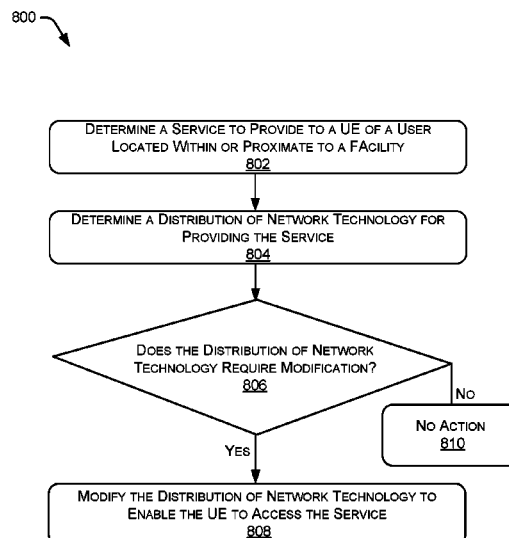 800
DETERMINE A SERVICE TO PROVIDE TO A UE OF A USER
LOCATED WITHIN OR PROXIMATE TO A FACILITY
802
DETERMINE A DISTRIBUTION OF NETWORK TECHNOLOGY FOR
PROVIDING THE SERVICE
804
DOES THE DISTRIBUTION OF NETWORK
TECHNOLOGY REQUIRE MODIFICATION?
806
NO
NO ACTION
810
YES
MODIFY THE DISTRIBUTION OF NETWORK TECHNOLOGY TO
ENABLE THE UE TO ACCESS THE SERVICE
808